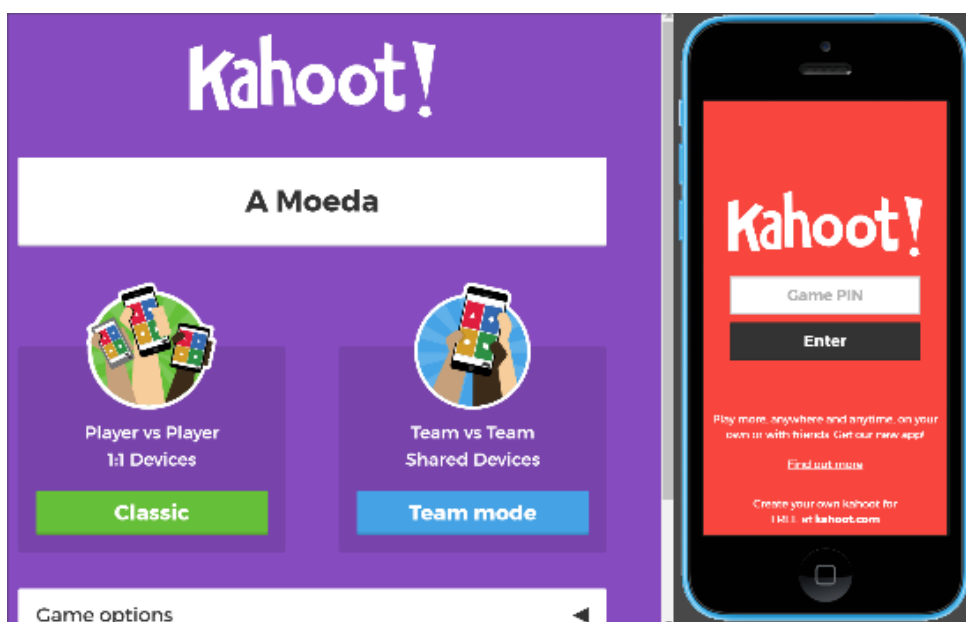 Kahoot!
A Moeda
Player vs Player
1:1 Devices
Classic
Team vs Team
Shared Devices
Team mode
Game options
Kahoot!
Game PIN
Enter
Play more, anywhere and anytime, on your
own or with friends. Get our new app!
Find out more
Create your own kahoot for
FREE at kahoot.com